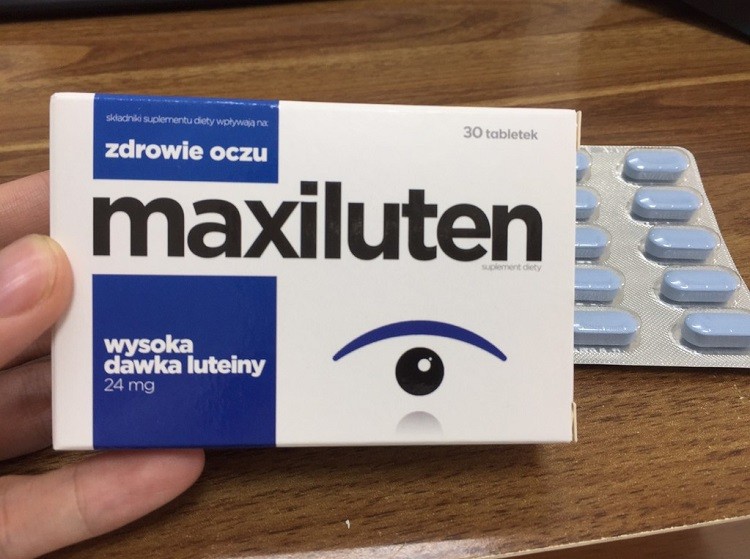 składniki suplementu diety wpływają na:
zdrowie oczu
30 tabletek
maxiluten
suplement diety
wysoka
dawka luteiny
24 mg